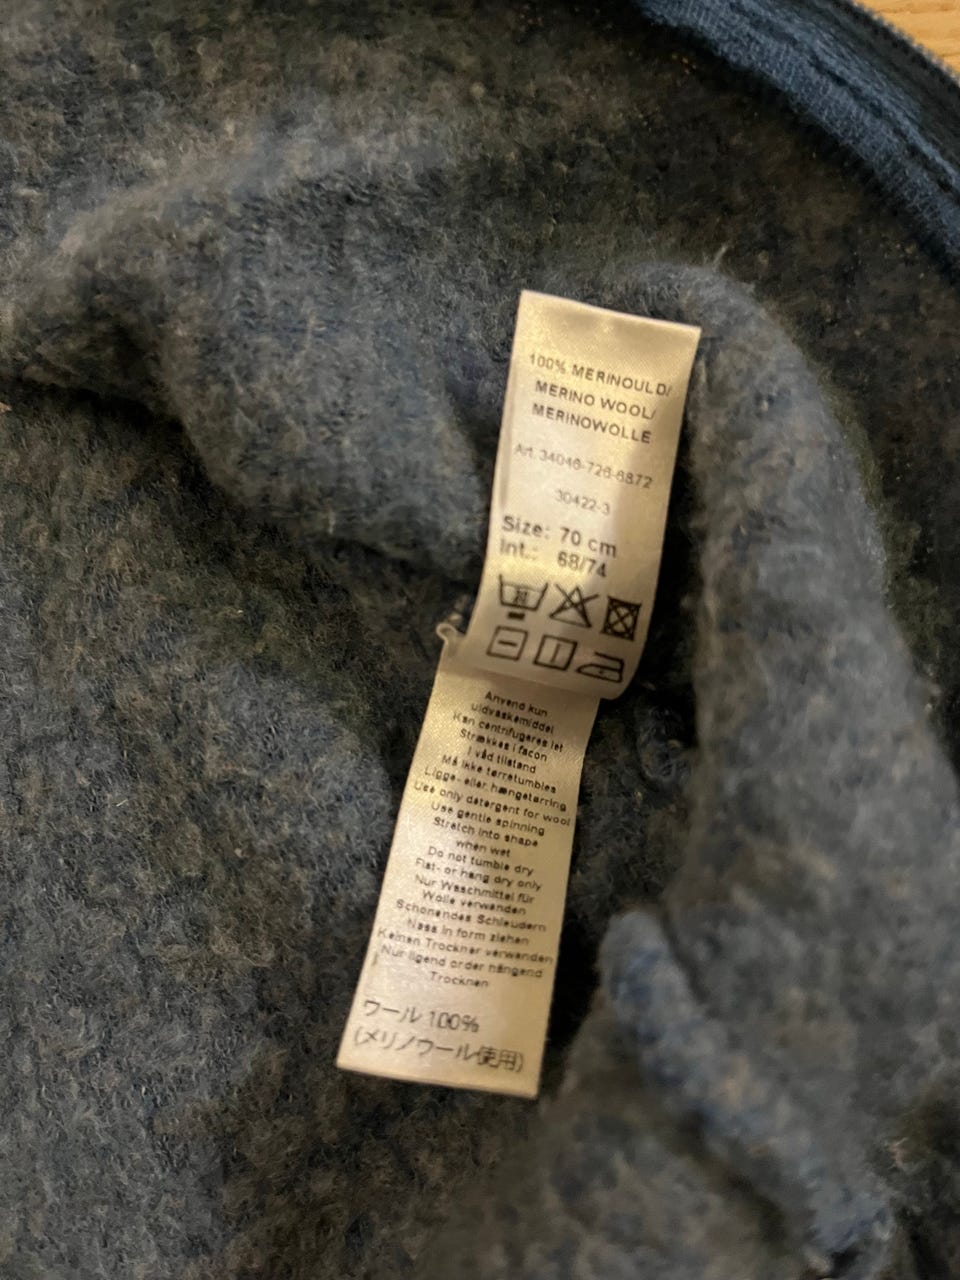 100% MERINOULD/
MERINO WOOL/
MERINOWOLLE
Art. 34046-726-6872
30422-3
Size: 70 cm
Int.: 68/74
Anvend kun
uldvaskemiddel
Kan centrifugeres let
Strækkes i facon
i våd tilstand
Må ikke tørretumbles
Ligge- eller hængetørring
Use only detergent for wool
Use gentle spinning
Stretch into shape
when wet
Do not tumble dry
Flat- or hang dry only
Nur Waschmittel für
Wolle verwenden
Schonendes Schleudern
Nass in form ziehen
Keinen Trockner verwenden
Nur ligend order hängend
Trocknen
ウール 100%
(メリノウール使用)